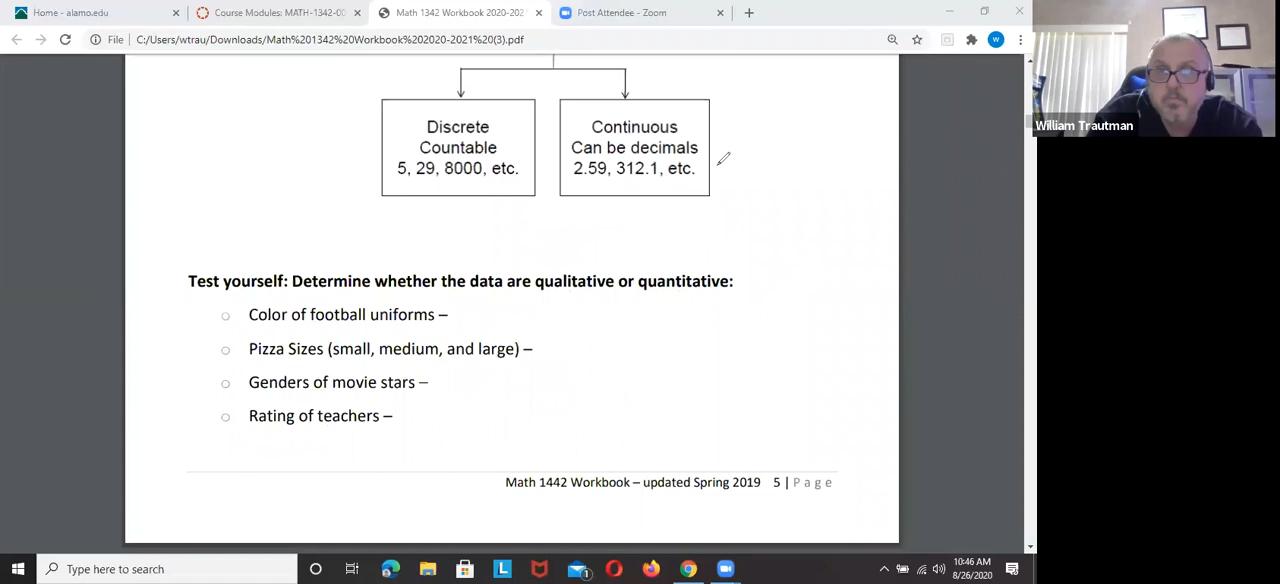 Home - alamo.edu
Course Modules: MATH-1342-00
Math 1342 Workbook 2020-202
Post Attendee - Zoom
File
C:/Users/wtrau/Downloads/Math%201342%20Workbook%202020-2021%20(3).pdf
W
Discrete
Countable
5, 29, 8000, etc.
Continuous
Can be decimals
2.59, 312.1, etc.
William Trautman
Test yourself: Determine whether the data are qualitative or quantitative:
Color of football uniforms –
Pizza Sizes (small, medium, and large) –
Genders of movie stars –
Rating of teachers –
Math 1442 Workbook – updated Spring 2019 5 | Page
Type here to search
L
1
10:46 AM
8/26/2020